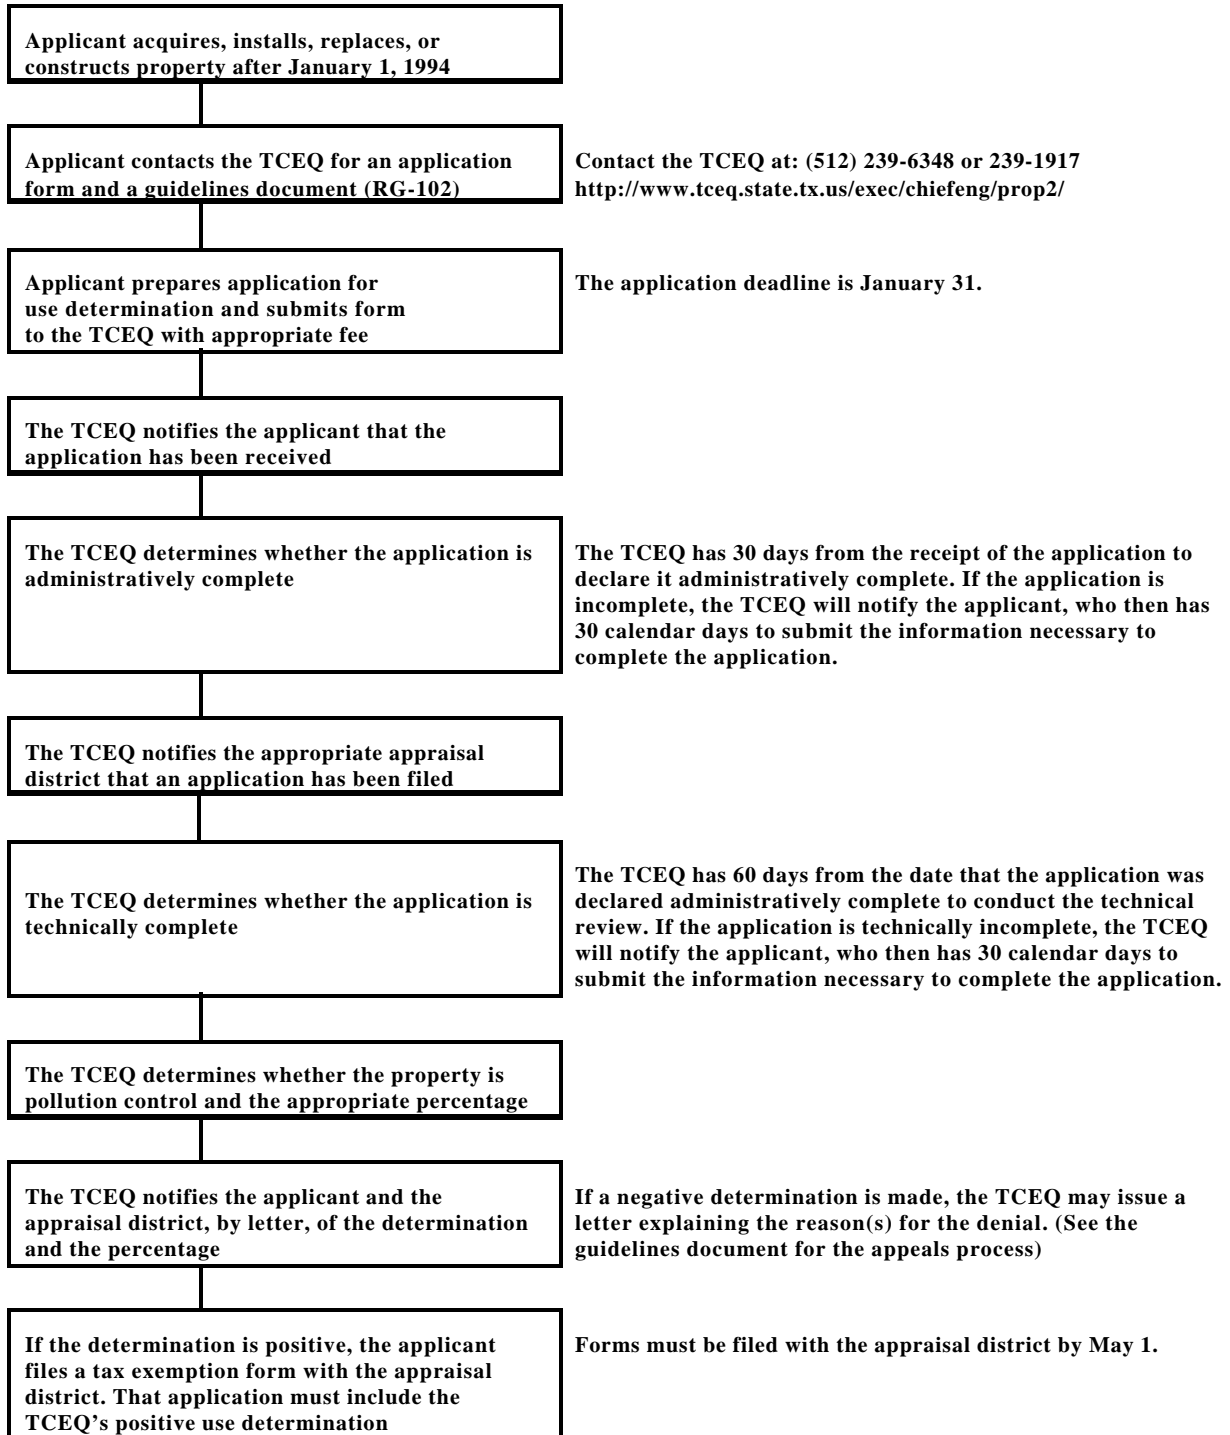 Applicant acquires, installs, replaces, or
constructs property after January 1, 1994
Applicant contacts the TCEQ for an application
form and a guidelines document (RG-102)
Contact the TCEQ at: (512) 239-6348 or 239-1917
http://www.tceq.state.tx.us/exec/chiefeng/prop2/
Applicant prepares application for
use determination and submits form
to the TCEQ with appropriate fee
The application deadline is January 31.
The TCEQ notifies the applicant that the
application has been received
The TCEQ determines whether the application is
administratively complete
The TCEQ has 30 days from the receipt of the application to
declare it administratively complete. If the application is
incomplete, the TCEQ will notify the applicant, who then has
30 calendar days to submit the information necessary to
complete the application.
The TCEQ notifies the appropriate appraisal
district that an application has been filed
The TCEQ determines whether the application is
technically complete
The TCEQ has 60 days from the date that the application was
declared administratively complete to conduct the technical
review. If the application is technically incomplete, the TCEQ
will notify the applicant, who then has 30 calendar days to
submit the information necessary to complete the application.
The TCEQ determines whether the property is
pollution control and the appropriate percentage
The TCEQ notifies the applicant and the
appraisal district, by letter, of the determination
and the percentage
If a negative determination is made, the TCEQ may issue a
letter explaining the reason(s) for the denial. (See the
guidelines document for the appeals process)
If the determination is positive, the applicant
files a tax exemption form with the appraisal
district. That application must include the
TCEQ's positive use determination
Forms must be filed with the appraisal district by May 1.